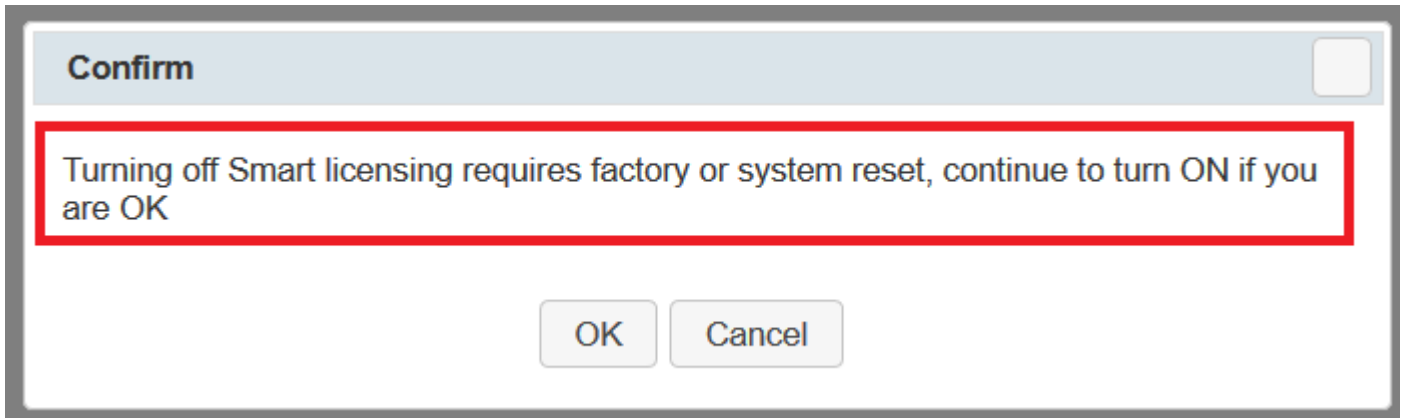 Confirm
Turning off Smart licensing requires factory or system reset, continue to turn ON if you
are OK
OK
Cancel